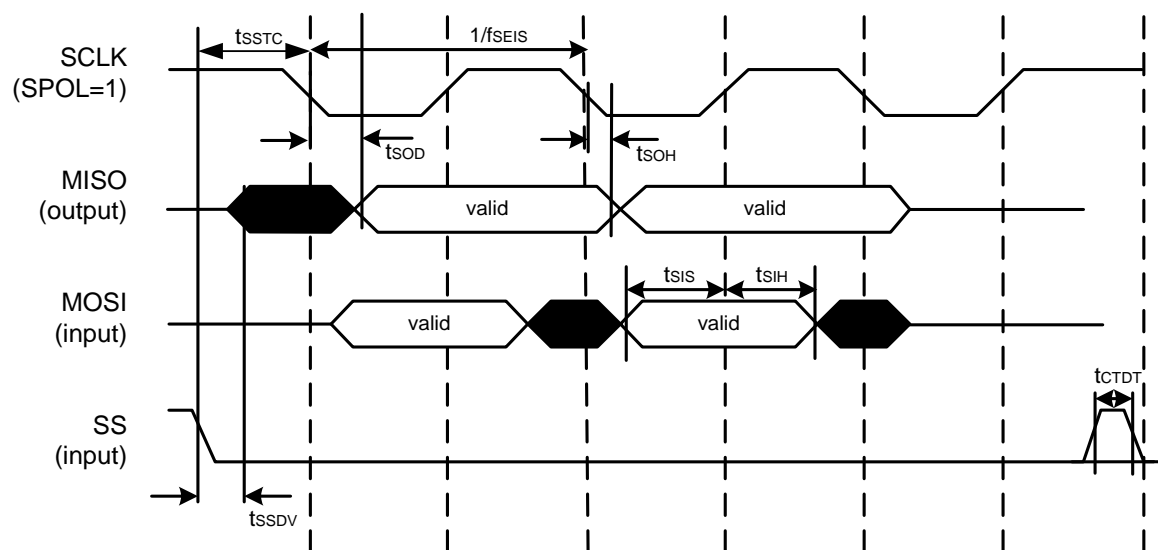 tSSTC
1/fSEIS
SCLK
(SPOL=1)
tSOD
tSOH
MISO
(output)
valid
valid
tSIS
tSIH
MOSI
(input)
valid
valid
tCTDT
SS
(input)
tSSDV